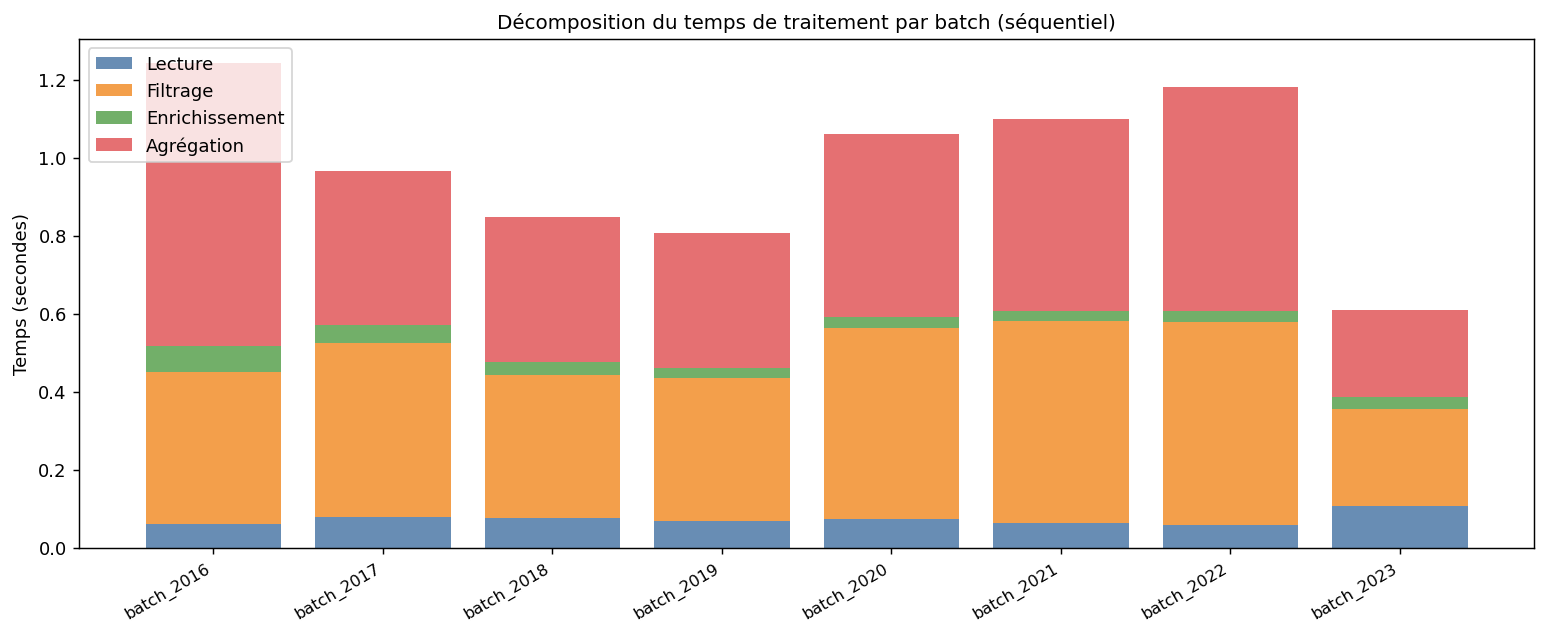 Décomposition du temps de traitement par batch (séquentiel)
Lecture
Filtrage
Enrichissement
Agrégation
Temps (secondes)
1.2
1.0
0.8
0.6
0.4
0.2
0.0
batch_2016
batch_2017
batch_2018
batch_2019
batch_2020
batch_2021
batch_2022
batch_2023